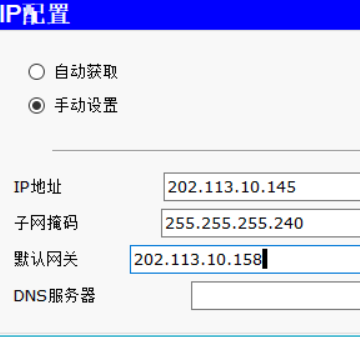 IP配置
自动获取
手动设置
IP地址 202.113.10.145
子网掩码 255.255.255.240
默认网关 202.113.10.158
DNS服务器